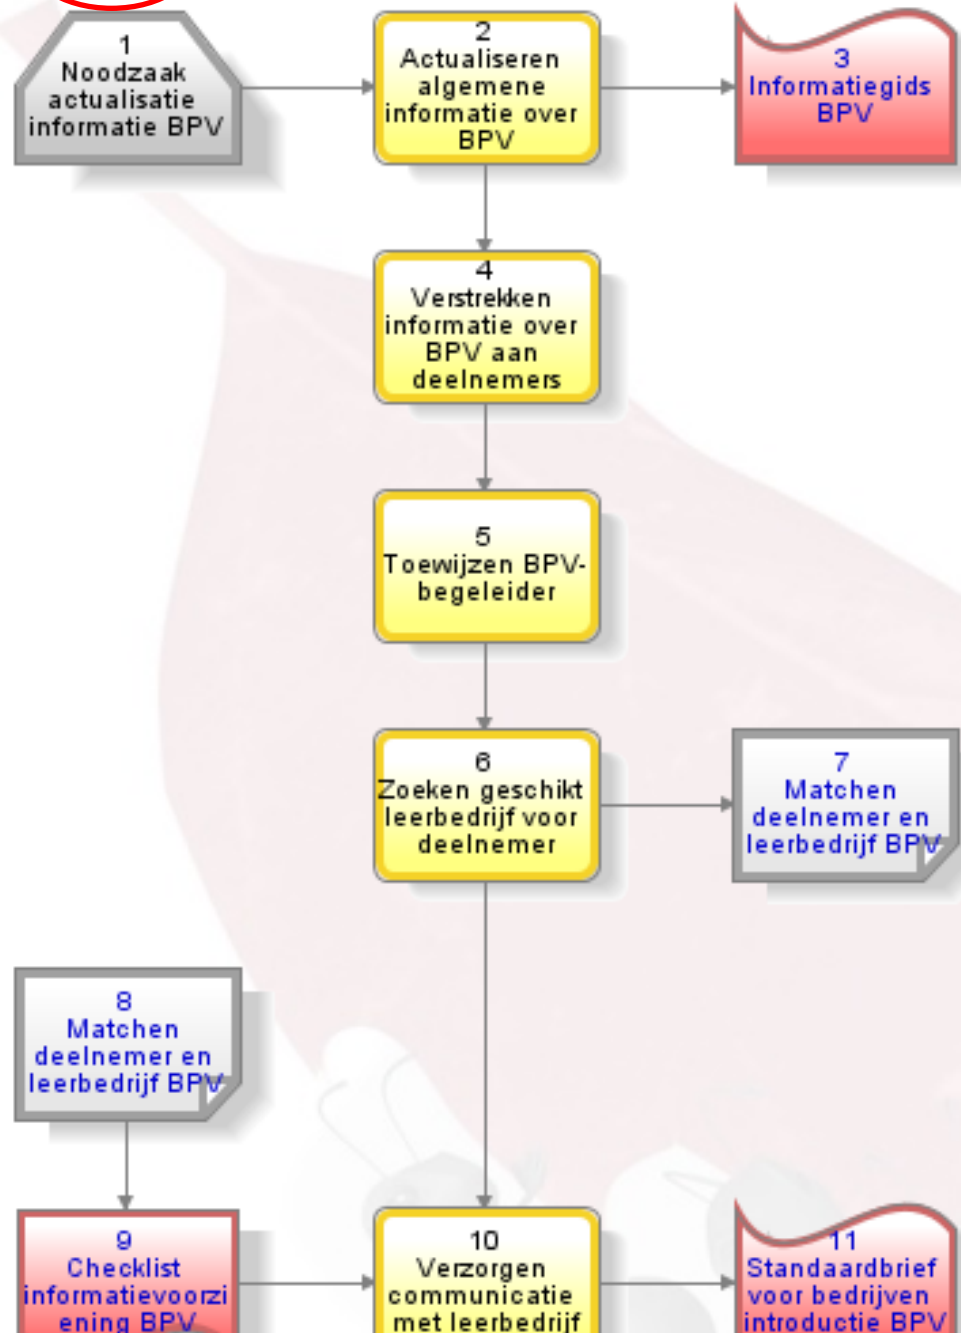 1
Noodzaak
actualisatie
informatie BPV
2
Actualiseren
algemene
informatie over
BPV
3
Informatiegids
BPV
4
Verstrekken
informatie over
BPV aan
deelnemers
5
Toewijzen BPV-
begeleider
6
Zoeken geschikt
leerbedrijf voor
deelnemer
7
Matchen
deelnemer en
leerbedrijf BPV
8
Matchen
deelnemer en
leerbedrijf BPV
9
Checklist
informatievoorzi
ening BPV
10
Verzorgen
communicatie
met leerbedrijf
11
Standaardbrief
voor bedrijven
introductie BPV